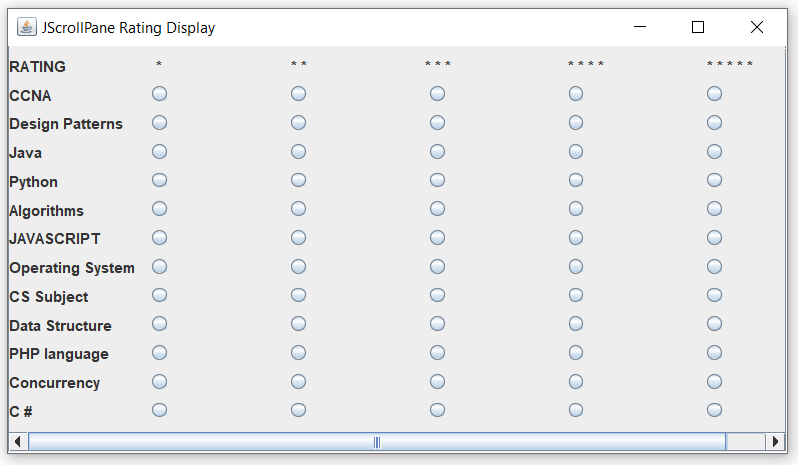 JScrollPane Rating Display
RATING * * * * * * * * * * * * * * *
CCNA
Design Patterns
Java
Python
Algorithms
JAVASCRIPT
Operating System
CS Subject
Data Structure
PHP language
Concurrency
C #